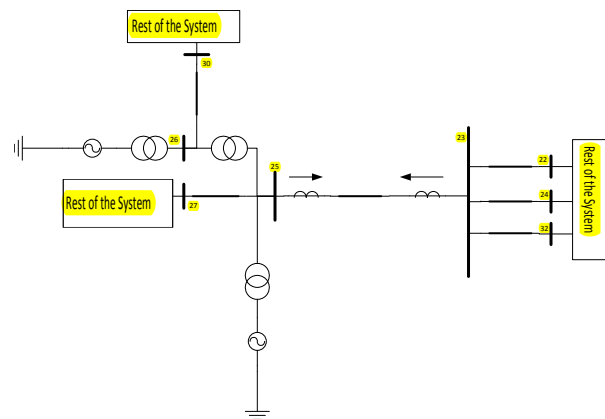 Rest of the System
30
26
23
25
22
Rest of the System
24
Rest of the System
27
32